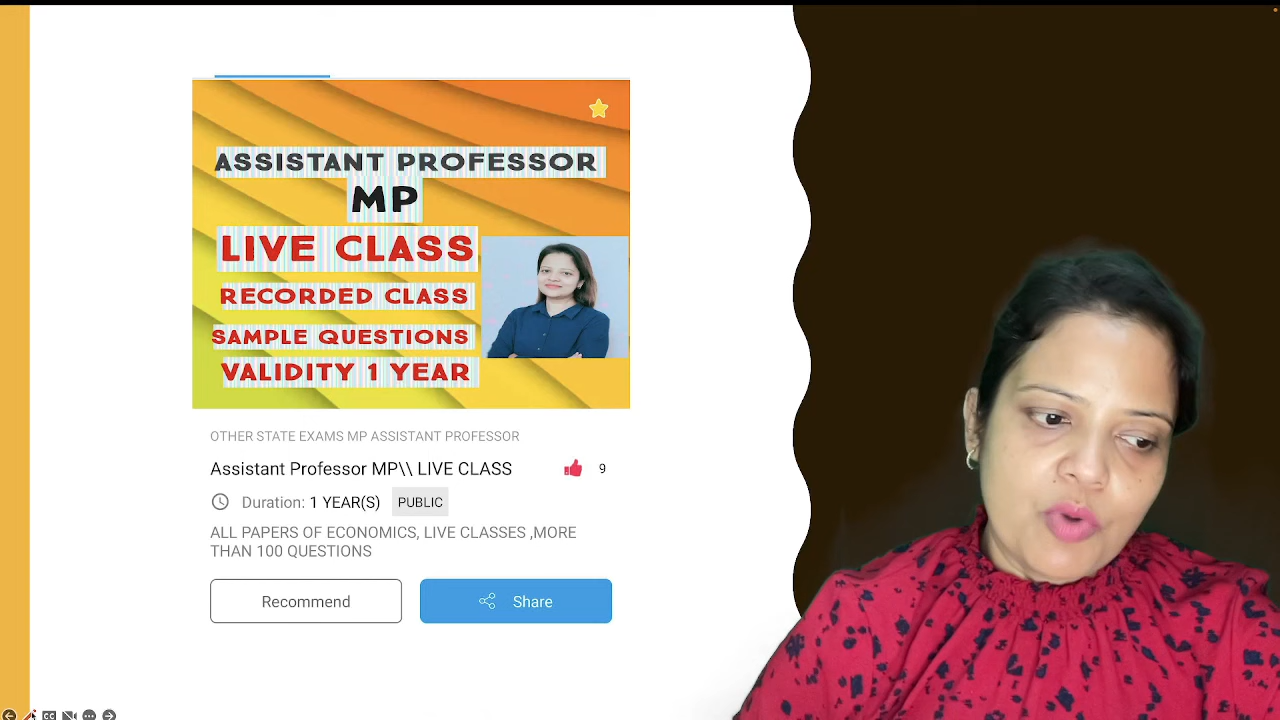 ASSISTANT PROFESSOR
MP
LIVE CLASS
RECORDED CLASS
SAMPLE QUESTIONS
VALIDITY 1 YEAR
OTHER STATE EXAMS MP ASSISTANT PROFESSOR
Assistant Professor MP\\ LIVE CLASS
9
Duration: 1 YEAR(S) PUBLIC
ALL PAPERS OF ECONOMICS, LIVE CLASSES ,MORE
THAN 100 QUESTIONS
Recommend
Share
CC